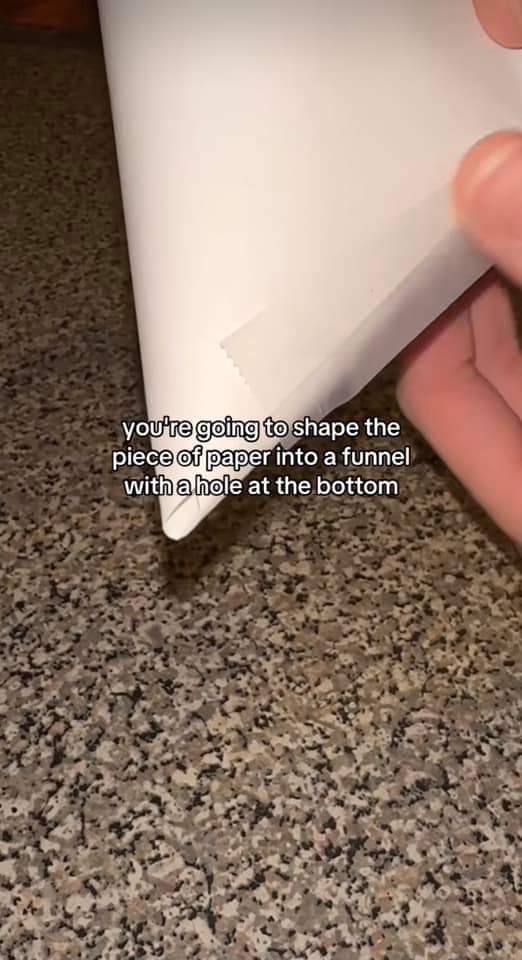 you're going to shape the
piece of paper into a funnel
with a hole at the bottom